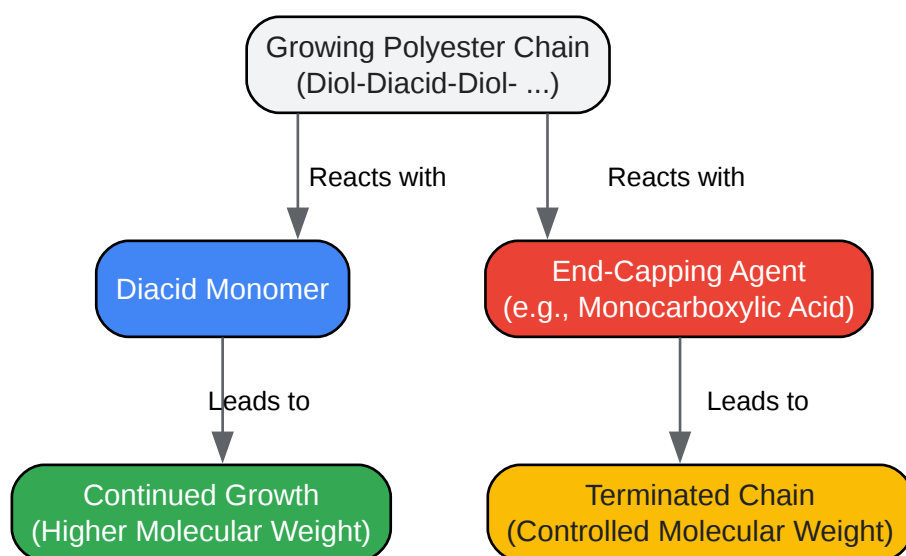 Growing Polyester Chain
(Diol-Diacid-Diol- ...)
Reacts with
Reacts with
Diacid Monomer
End-Capping Agent
(e.g., Monocarboxylic Acid)
Leads to
Leads to
Continued Growth
(Higher Molecular Weight)
Terminated Chain
(Controlled Molecular Weight)